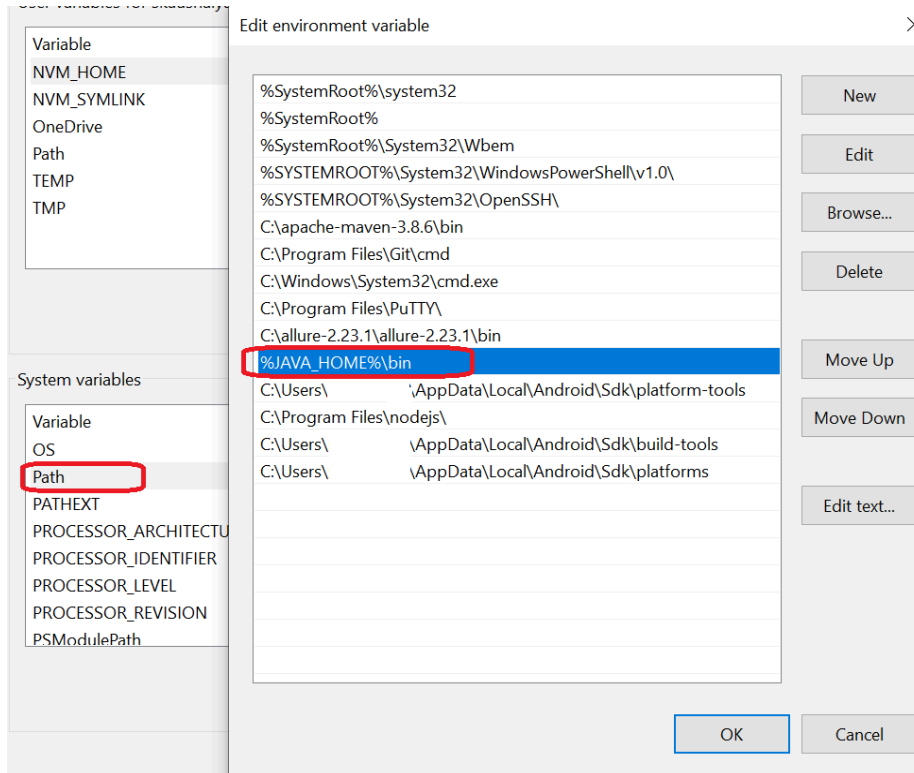 User variables for
Variable
NVM_HOME
NVM_SYMLINK
OneDrive
Path
TEMP
TMP
System variables
Variable
OS
Path
PATHEXT
PROCESSOR_ARCHITECTU
PROCESSOR_IDENTIFIER
PROCESSOR_LEVEL
PROCESSOR_REVISION
PSModulePath
Edit environment variable
%SystemRoot%\system32
%SystemRoot%
%SystemRoot%\System32\Wbem
%SYSTEMROOT%\System32\WindowsPowerShell\v1.0\
%SYSTEMROOT%\System32\OpenSSH\
C:\apache-maven-3.8.6\bin
C:\Program Files\Git\cmd
C:\Windows\System32\cmd.exe
C:\Program Files\PuTTY\
C:\allure-2.23.1\allure-2.23.1\bin
%JAVA_HOME%\bin
C:\Users\ \AppData\Local\Android\Sdk\platform-tools
C:\Program Files\nodejs\
C:\Users\ \AppData\Local\Android\Sdk\build-tools
C:\Users\ \AppData\Local\Android\Sdk\platforms
New
Edit
Browse...
Delete
Move Up
Move Down
Edit text...
OK
Cancel